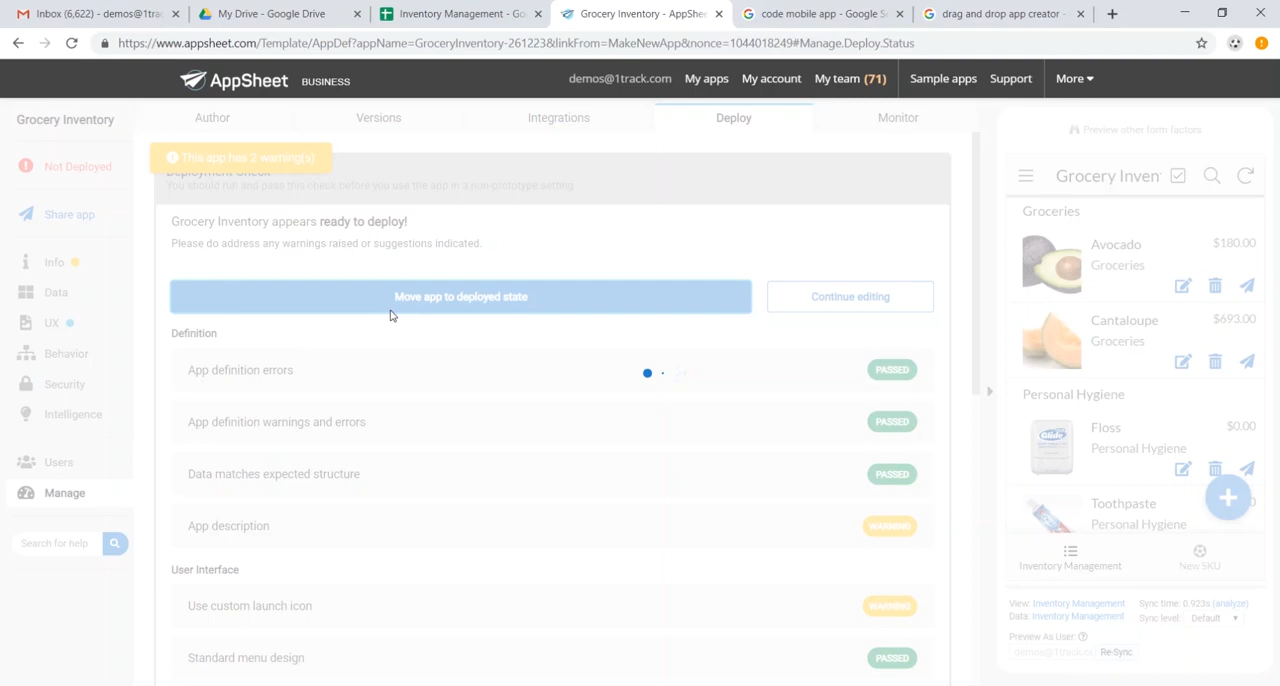 Inbox (6,622) - demos@1trac
My Drive - Google Drive
Inventory Management - Go
Grocery Inventory - AppShee
code mobile app - Google Se
drag and drop app creator -
https://www.appsheet.com/Template/AppDef?appName=GroceryInventory-261223&linkFrom=MakeNewApp&nonce=1044018249#Manage.Deploy.Status
AppSheet BUSINESS
demos@1track.com
My apps
My account
My team (71)
Sample apps
Support
More
Grocery Inventory
Author
Versions
Integrations
Deploy
Monitor
Not Deployed
Share app
Info
Data
UX
Behavior
Security
Intelligence
Users
Manage
Search for help
This app has 2 warning(s)
Deployment Check
You should run and pass this check before you use the app in a non-prototype setting
Grocery Inventory appears ready to deploy!
Please do address any warnings raised or suggestions indicated.
Move app to deployed state
Continue editing
Definition
App definition errors
PASSED
App definition warnings and errors
PASSED
Data matches expected structure
PASSED
App description
WARNING
User Interface
Use custom launch icon
WARNING
Standard menu design
PASSED
Preview other form factors
Grocery Inven
Groceries
Avocado
$180.00
Groceries
Cantaloupe
$693.00
Groceries
Personal Hygiene
Floss
$0.00
Personal Hygiene
Glide
Toothpaste
Personal Hygiene
Inventory Management
New SKU
View: Inventory Management
Sync time: 0.923s (analyze)
Data: Inventory Management
Sync level: Default
Preview As User:
demos@1track.cc
Re-Sync